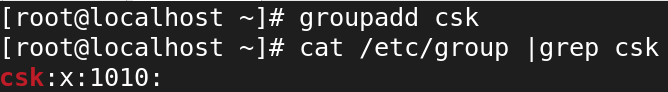 [root@localhost ~]# groupadd csk
[root@localhost ~]# cat /etc/group |grep csk
csk:x:1010: